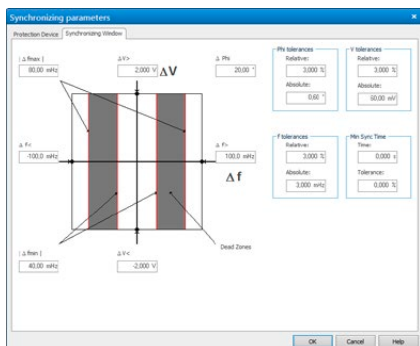 Synchronizing parameters
Protection Device
Synchronizing Window
| Δ fmax |
80,00 mHz
ΔV>
2,000 V
ΔV
Δ Phi
20,00 °
Δ f<
-100,0 mHz
Δ f>
100,0 mHz
Δ f
| Δ fmin |
40,00 mHz
ΔV<
-2,000 V
Dead Zones
Phi tolerances
Relative:
3,000 %
Absolute:
0,60 °
V tolerances
Relative:
3,000 %
Absolute:
60,00 mV
f tolerances
Relative:
3,000 %
Absolute:
3,000 mHz
Min Sync Time
Time:
0,000 s
Tolerance:
0,000 %
OK
Cancel
Help